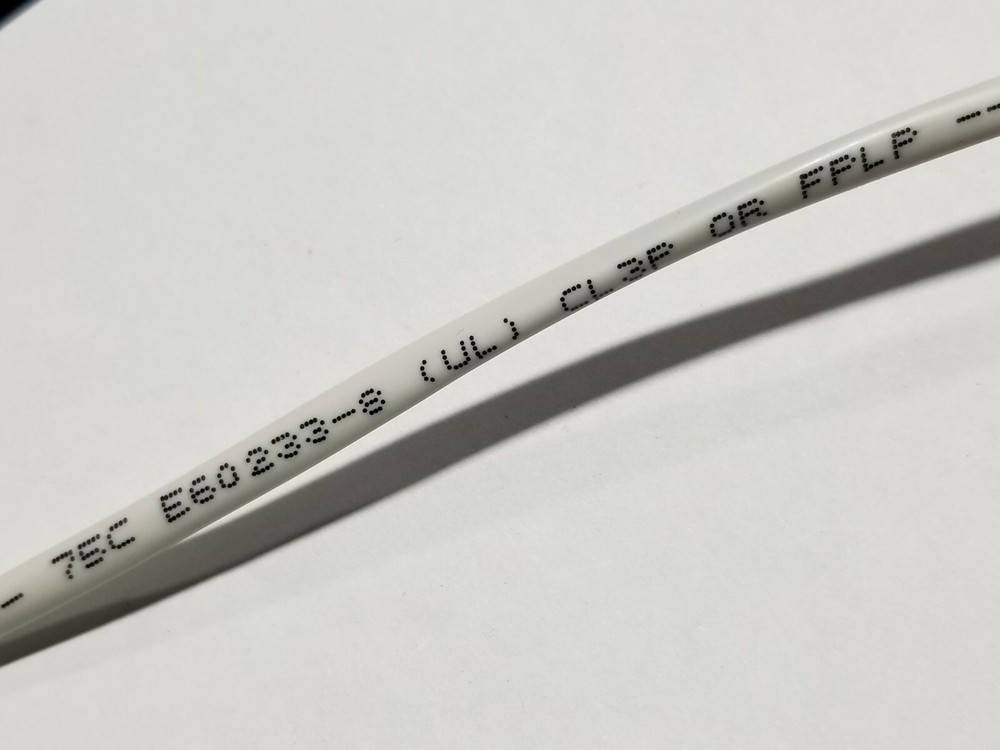 - 75C E60233-8 (UL) CL3P OR FPLP --